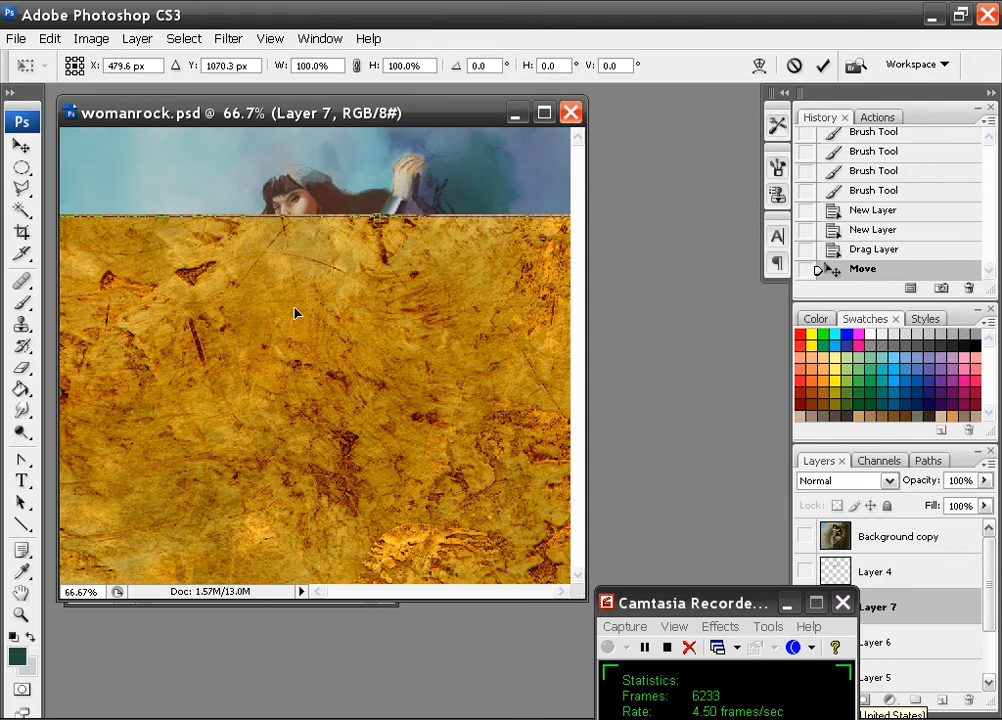 Ps Adobe Photoshop CS3
File Edit Image Layer Select Filter View Window Help
X: 479.6 px Y: 1070.3 px W: 100.0% H: 100.0% 0.0 ° H: 0.0 ° V: 0.0 ° Workspace
Ps
womanrock.psd @ 66.7% (Layer 7, RGB/8#)
History x Actions
Brush Tool
Brush Tool
Brush Tool
Brush Tool
New Layer
New Layer
Drag Layer
Move
Color Swatches x Styles
Layers x Channels Paths
Normal Opacity: 100%
Lock: Fill: 100%
Background copy
Layer 4
Layer 7
Layer 6
Layer 5
66.67% Doc: 1.57M/13.0M
Camtasia Recorde...
Capture View Effects Tools Help
Statistics:
Frames: 6233
Rate: 4.50 frames/sec
United States]